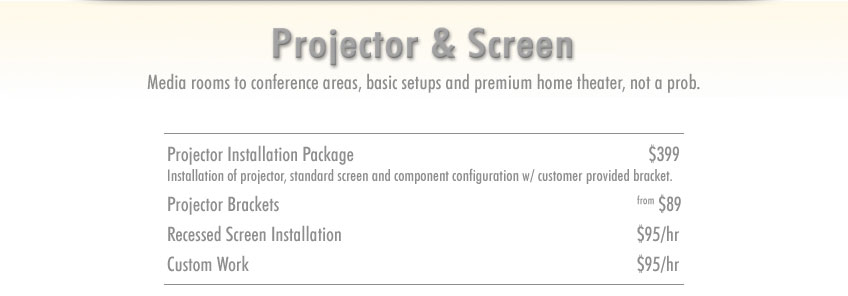 Projector & Screen
Media rooms to conference areas, basic setups and premium home theater, not a prob.
Projector Installation Package $399
Installation of projector, standard screen and component configuration w/ customer provided bracket.
Projector Brackets from $89
Recessed Screen Installation $95/hr
Custom Work $95/hr